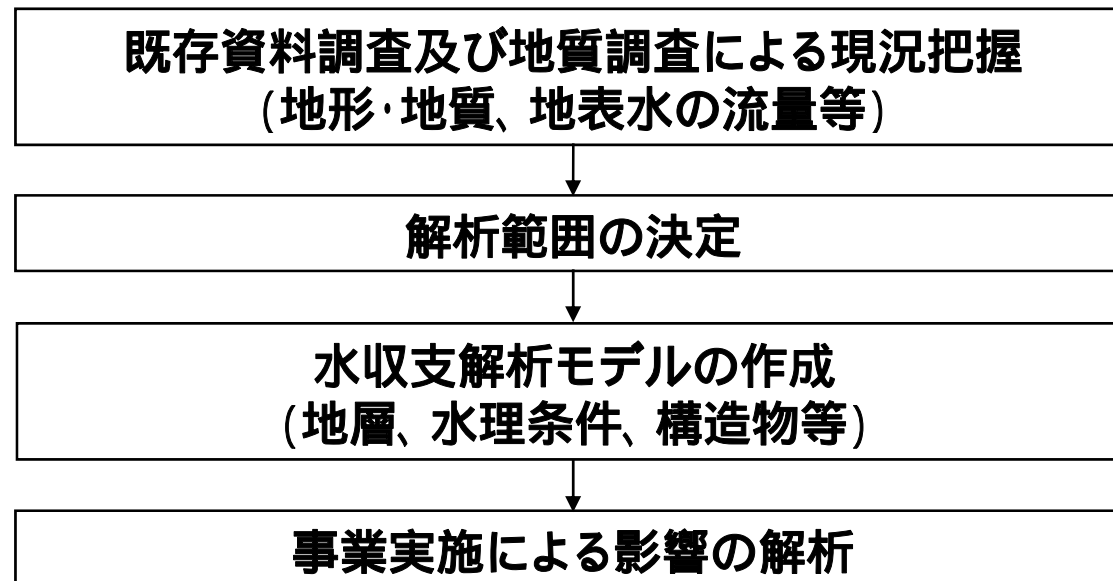 既存資料調査及び地質調査による現況把握
(地形・地質、地表水の流量等)
解析範囲の決定
水収支解析モデルの作成
(地層、水理条件、構造物等)
事業実施による影響の解析